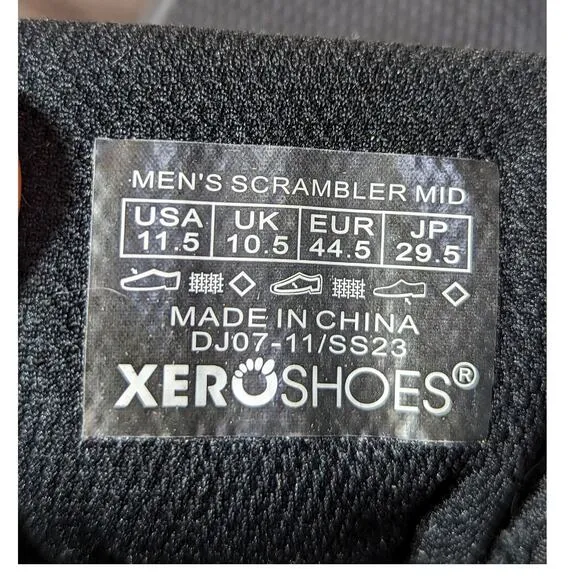 MEN'S SCRAMBLER MID
USA UK EUR JP
11.5 10.5 44.5 29.5
MADE IN CHINA
DJ07-11/SS23
XEROSHOES®